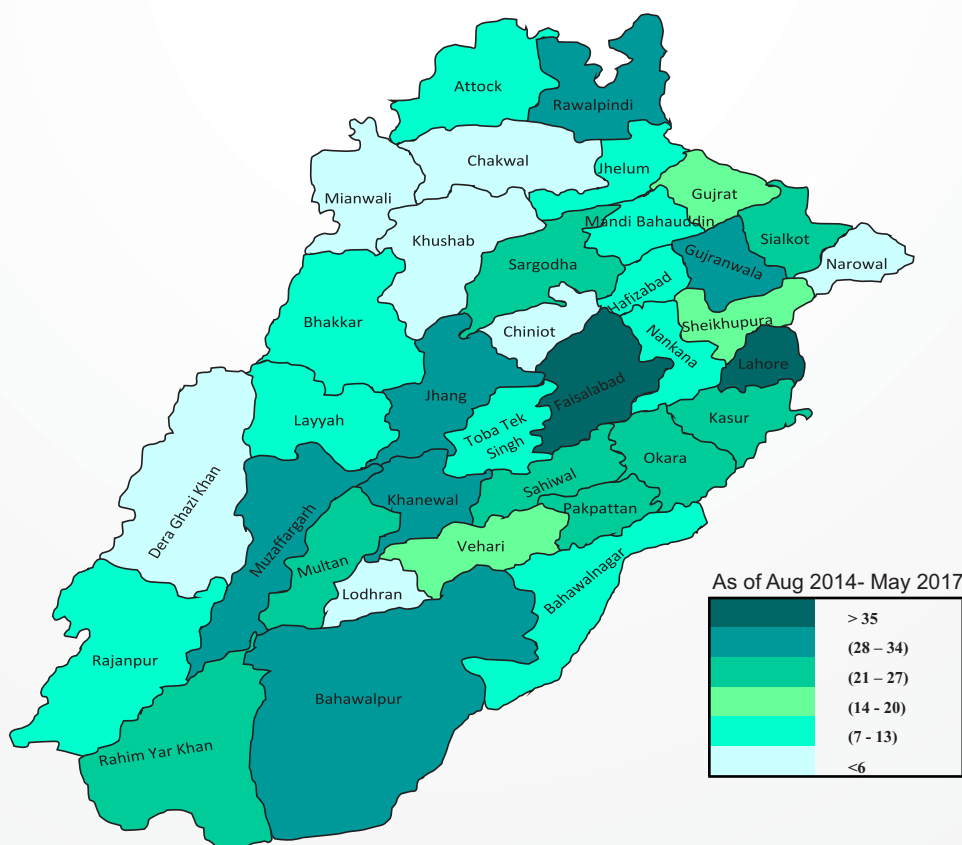 Attock
Rawalpindi
Chakwal
Jhelum
Mianwali
Gujrat
Mandi Bahauddin
Khushab
Sialkot
Gujranwala
Narowal
Sargodha
Hafizabad
Bhakkar
Sheikhupura
Chiniot
Nankana
Lahore
Jhang
Faisalabad
Layyah
Toba Tek
Singh
Kasur
Okara
Dera Ghazi Khan
Sahiwal
Khanewal
Pakpattan
Muzaffargarh
Vehari
Multan
Bahawalnagar
Lodhran
Rajanpur
Bahawalpur
Rahim Yar Khan
As of Aug 2014- May 2017
> 35
(28 – 34)
(21 – 27)
(14 - 20)
(7 - 13)
<6